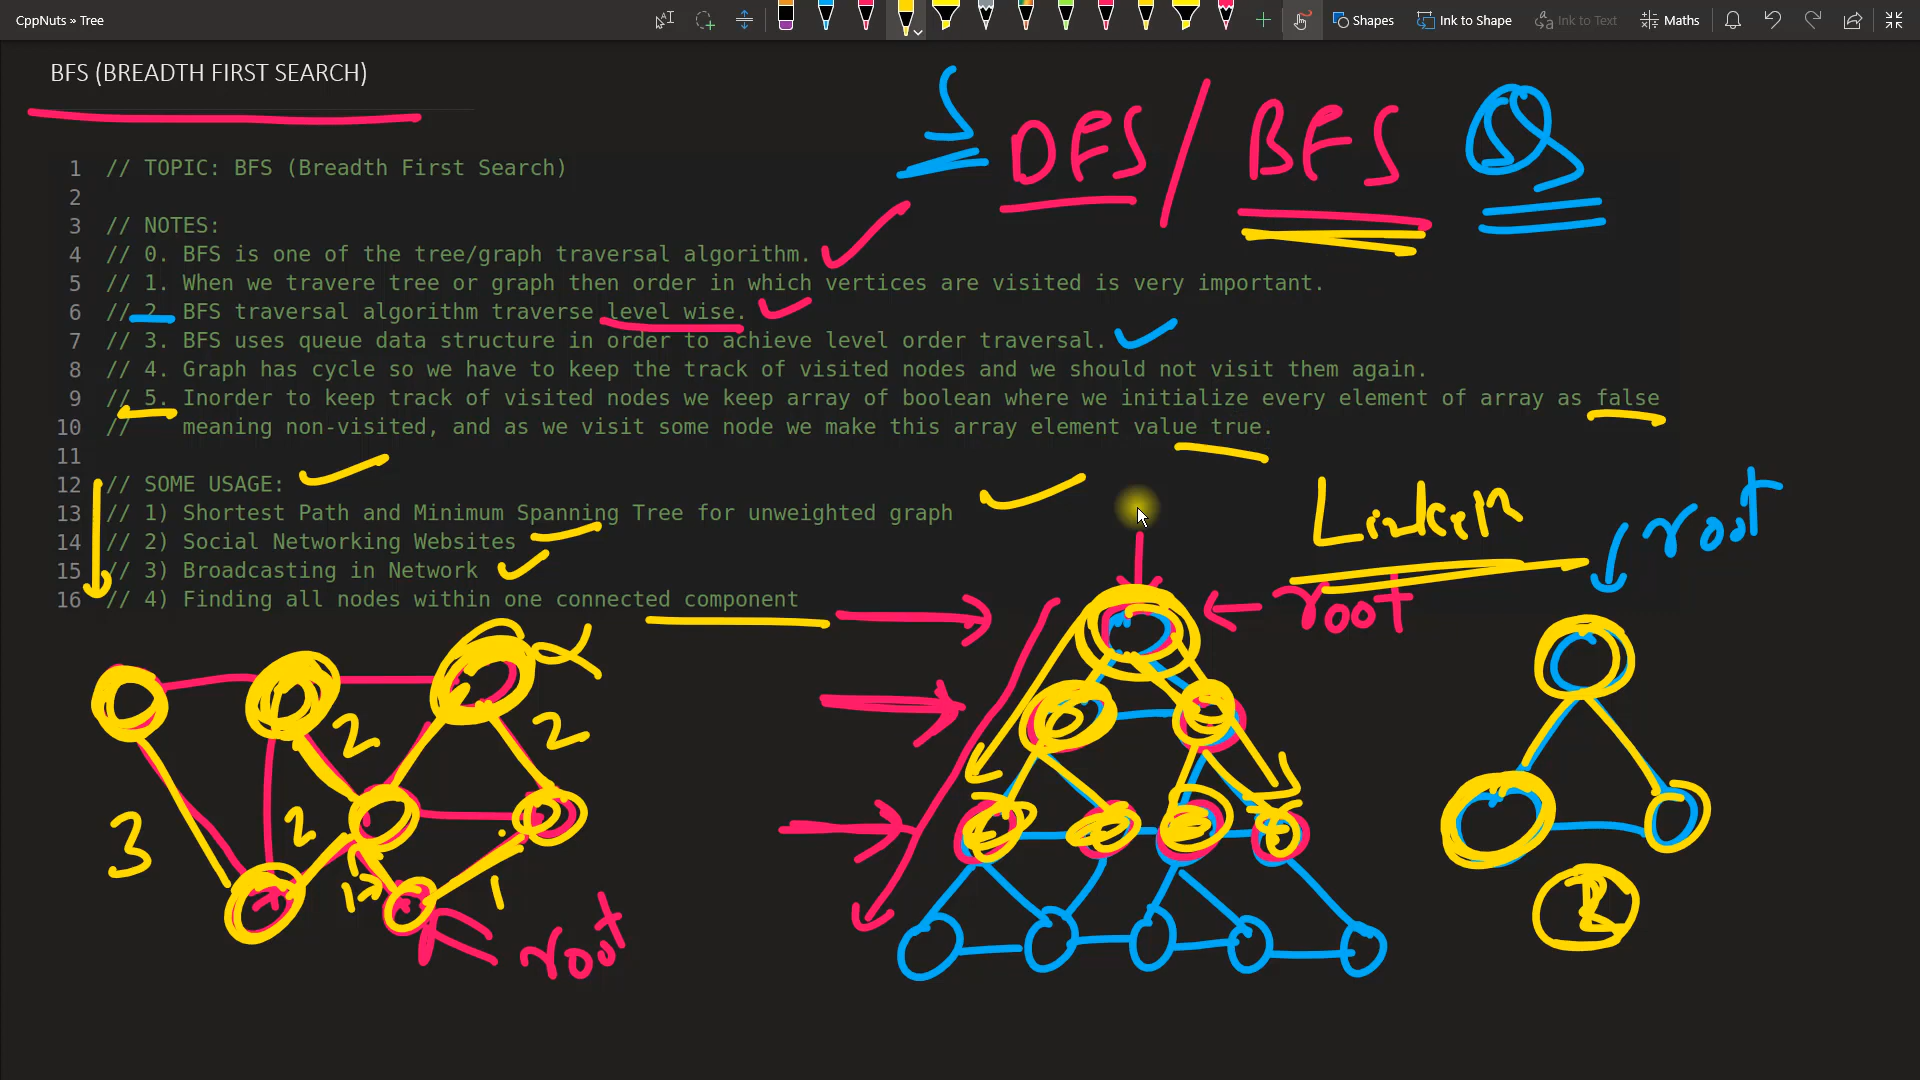 CppNuts » Tree
Shapes
Ink to Shape
Ink to Text
Maths
BFS (BREADTH FIRST SEARCH)
S DFS / BFS Q
1 // TOPIC: BFS (Breadth First Search)
2
3 // NOTES:
4 // 0. BFS is one of the tree/graph traversal algorithm.
5 // 1. When we travere tree or graph then order in which vertices are visited is very important.
6 // 2. BFS traversal algorithm traverse level wise.
7 // 3. BFS uses queue data structure in order to achieve level order traversal.
8 // 4. Graph has cycle so we have to keep the track of visited nodes and we should not visit them again.
9 // 5. Inorder to keep track of visited nodes we keep array of boolean where we initialize every element of array as false
10 // meaning non-visited, and as we visit some node we make this array element value true.
11
12 // SOME USAGE:
13 // 1) Shortest Path and Minimum Spanning Tree for unweighted graph
14 // 2) Social Networking Websites
15 // 3) Broadcasting in Network
16 // 4) Finding all nodes within one connected component
root
root
2
2
3
2
1
1
root